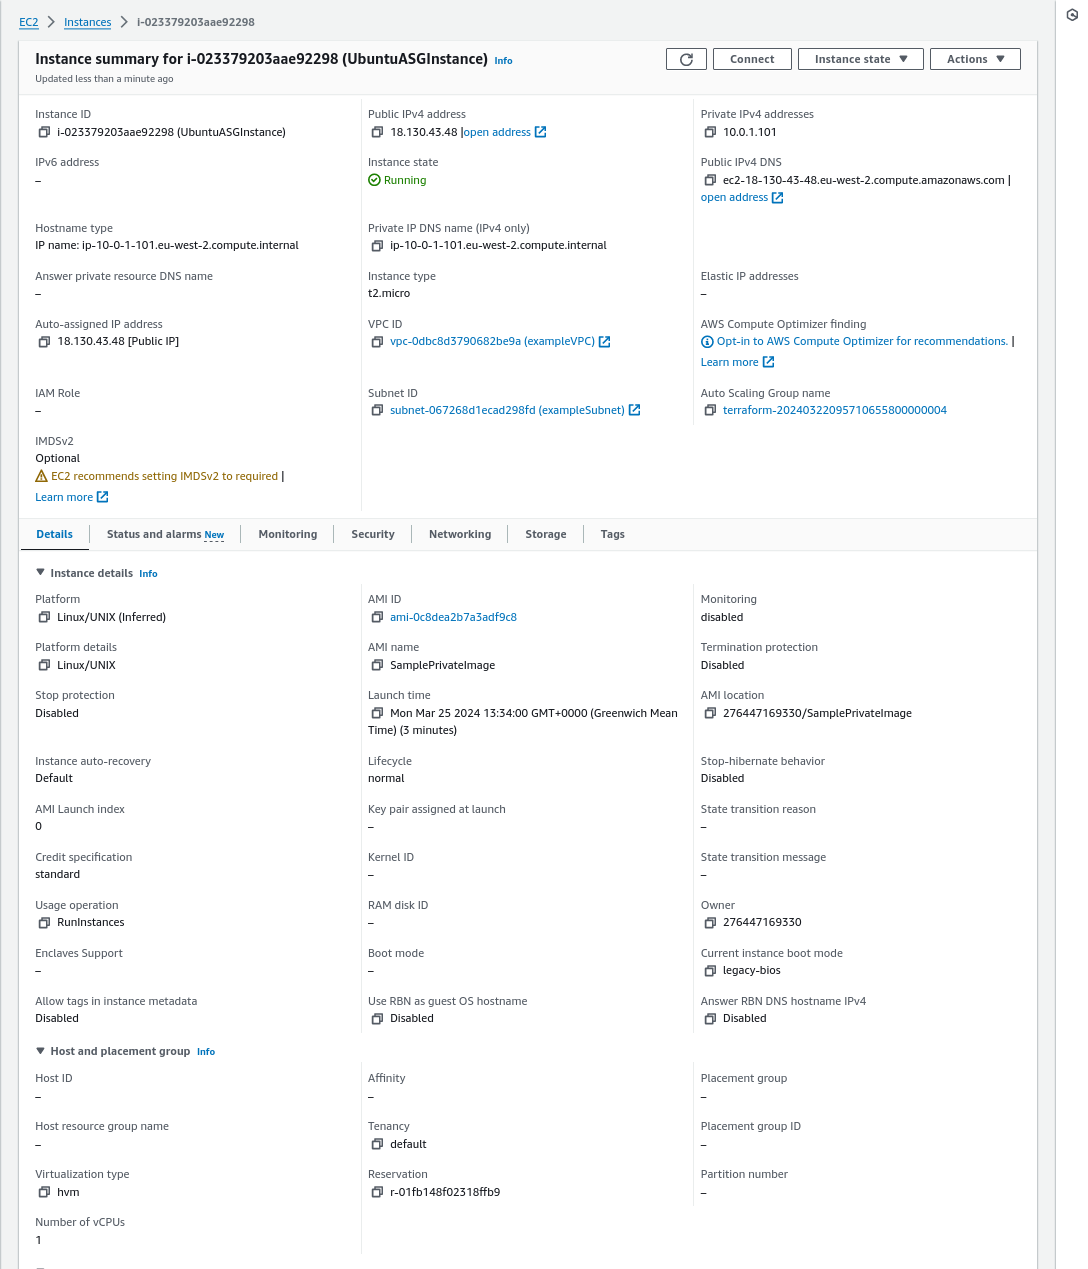 EC2 > Instances > i-023379203aae92298
Instance summary for i-023379203aae92298 (UbuntuASGInstance) Info
Updated less than a minute ago
Connect
Instance state
Actions
Instance ID
i-023379203aae92298 (UbuntuASGInstance)
Public IPv4 address
18.130.43.48 |open address
Private IPv4 addresses
10.0.1.101
IPv6 address
–
Instance state
Running
Public IPv4 DNS
ec2-18-130-43-48.eu-west-2.compute.amazonaws.com |
open address
Hostname type
IP name: ip-10-0-1-101.eu-west-2.compute.internal
Private IP DNS name (IPv4 only)
ip-10-0-1-101.eu-west-2.compute.internal
Answer private resource DNS name
–
Instance type
t2.micro
Elastic IP addresses
–
Auto-assigned IP address
18.130.43.48 [Public IP]
VPC ID
vpc-0dbc8d3790682be9a (exampleVPC)
AWS Compute Optimizer finding
Opt-in to AWS Compute Optimizer for recommendations. |
Learn more
IAM Role
–
Subnet ID
subnet-067268d1ecad298fd (exampleSubnet)
Auto Scaling Group name
terraform-20240322095710655800000004
IMDSv2
Optional
EC2 recommends setting IMDSv2 to required |
Learn more
Details
Status and alarms New
Monitoring
Security
Networking
Storage
Tags
Instance details Info
Platform
Linux/UNIX (Inferred)
AMI ID
ami-0c8dea2b7a3adf9c8
Monitoring
disabled
Platform details
Linux/UNIX
AMI name
SamplePrivateImage
Termination protection
Disabled
Stop protection
Disabled
Launch time
Mon Mar 25 2024 13:34:00 GMT+0000 (Greenwich Mean
Time) (3 minutes)
AMI location
276447169330/SamplePrivateImage
Instance auto-recovery
Default
Lifecycle
normal
Stop-hibernate behavior
Disabled
AMI Launch index
0
Key pair assigned at launch
–
State transition reason
–
Credit specification
standard
Kernel ID
–
State transition message
–
Usage operation
RunInstances
RAM disk ID
–
Owner
276447169330
Enclaves Support
–
Boot mode
–
Current instance boot mode
legacy-bios
Allow tags in instance metadata
Disabled
Use RBN as guest OS hostname
Disabled
Answer RBN DNS hostname IPv4
Disabled
Host and placement group Info
Host ID
–
Affinity
–
Placement group
–
Host resource group name
–
Tenancy
default
Placement group ID
–
Virtualization type
hvm
Reservation
r-01fb148f02318ffb9
Partition number
–
Number of vCPUs
1